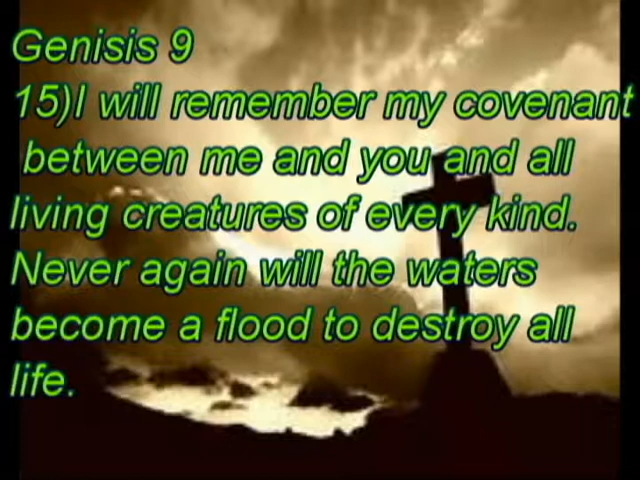 Genisis 9
15)I will remember my covenant
between me and you and all
living creatures of every kind.
Never again will the waters
become a flood to destroy all
life.